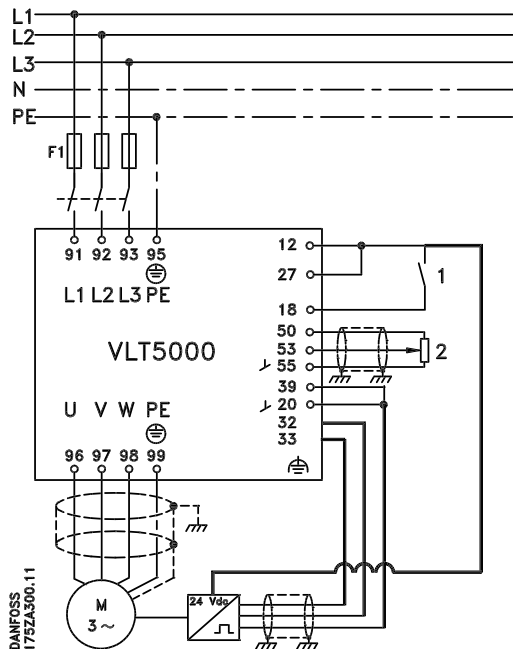 L1
L2
L3
N
PE
F1
91 92 93 95
L1 L2 L3 PE
VLT5000
U V W PE
96 97 98 99
12
27
18
50
53
55
39
20
32
33
1
2
M
3~
24 Vdc
DANFOSS
175ZA300.11